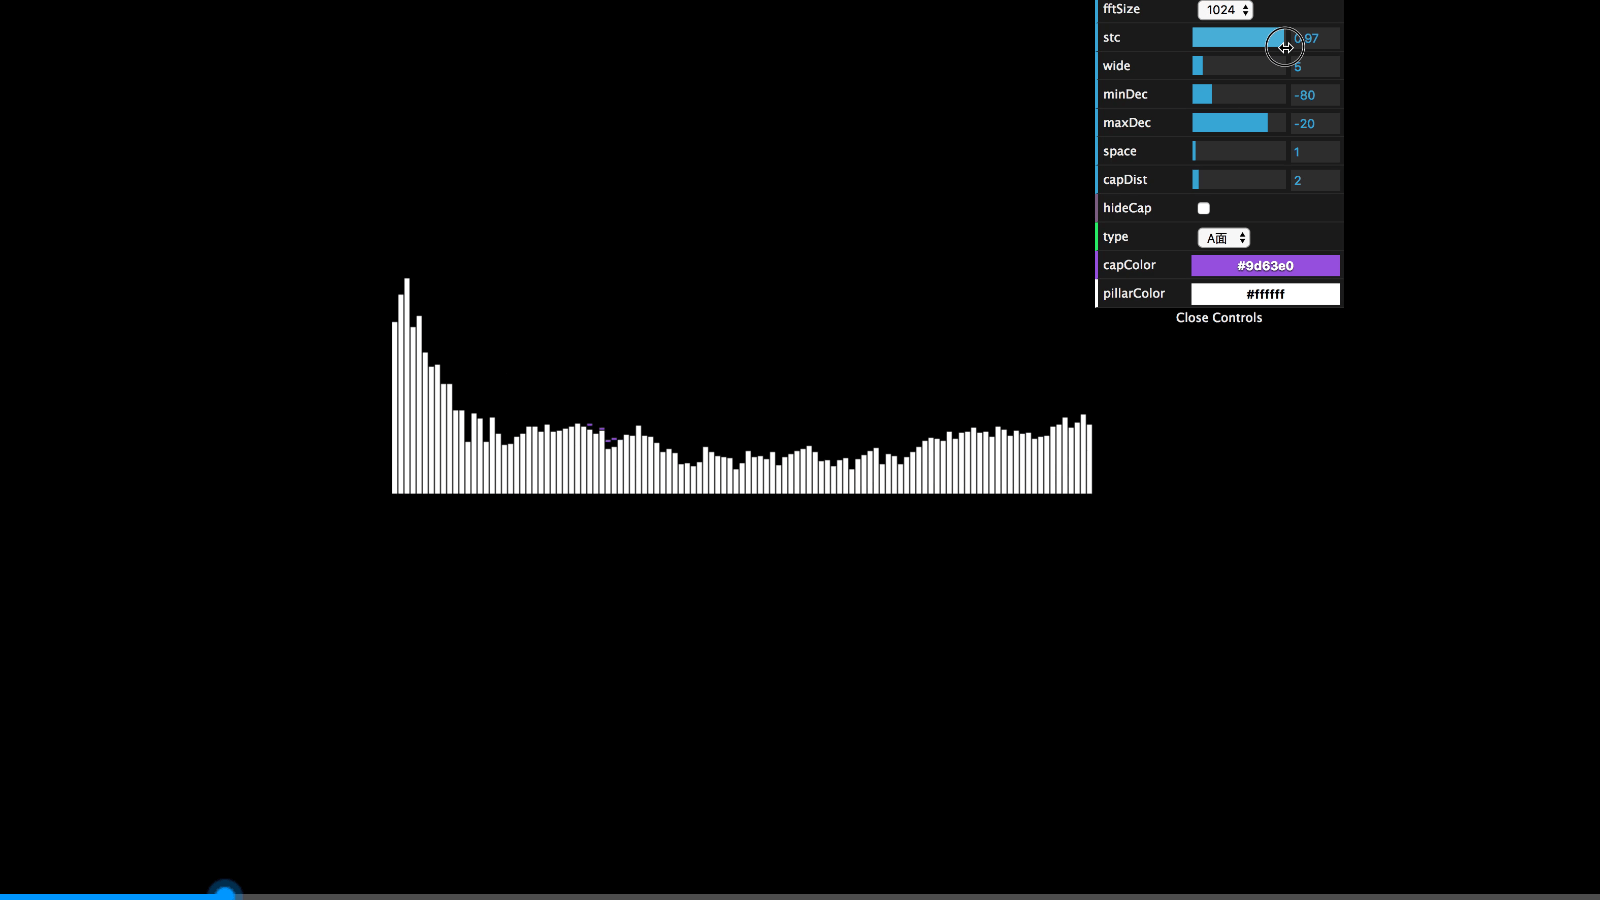 fftSize 1024
stc 0.97
wide 5
minDec -80
maxDec -20
space 1
capDist 2
hideCap
type A面
capColor #9d63e0
pillarColor #ffffff
Close Controls